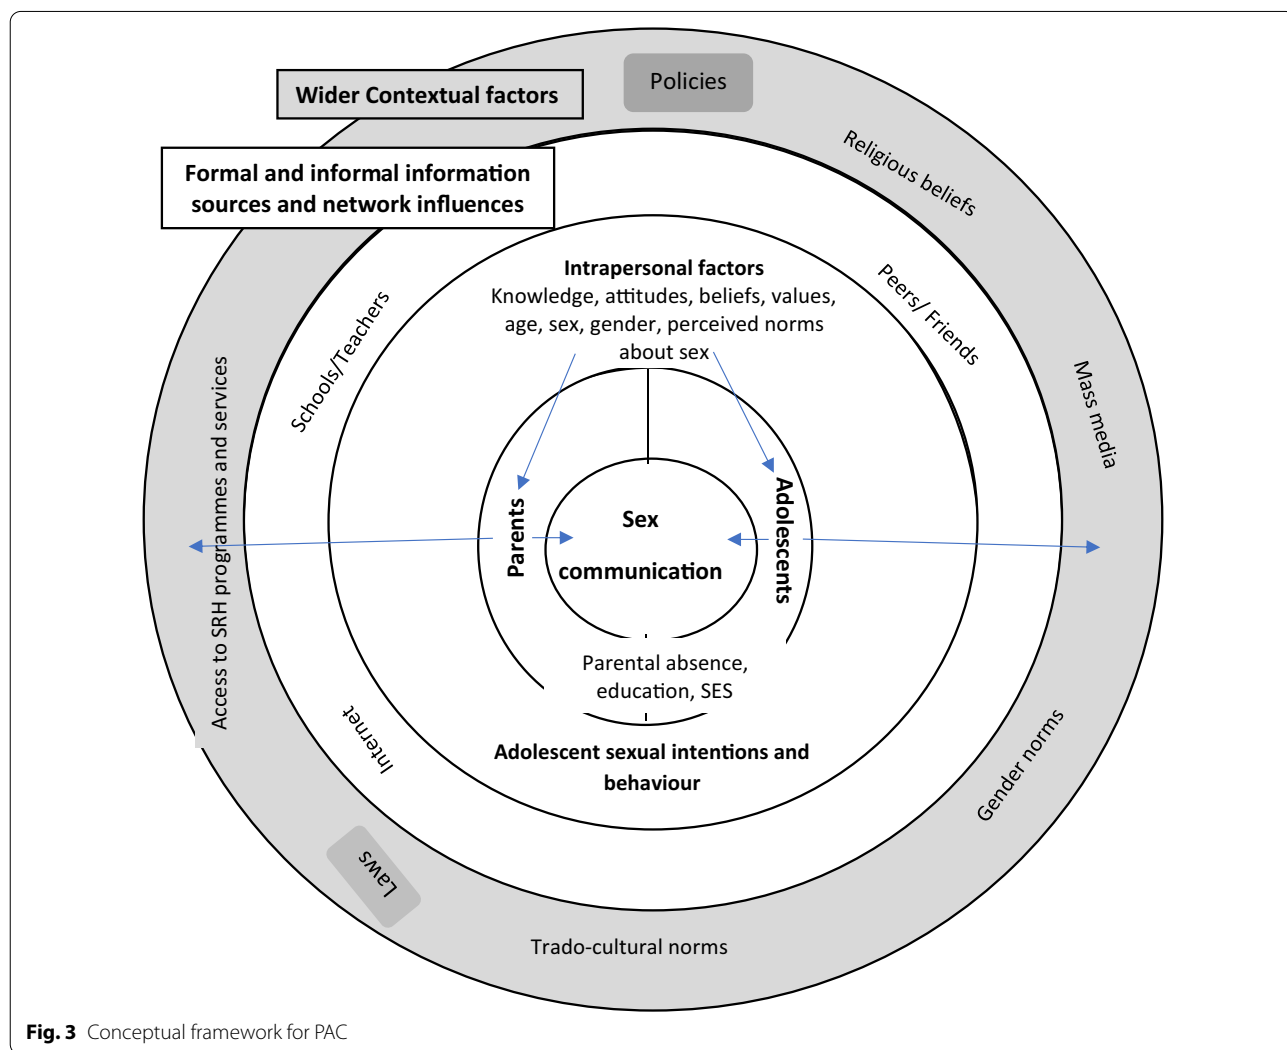 Policies
Wider Contextual factors
Religious beliefs
Formal and informal information
sources and network influences
Intrapersonal factors
Knowledge, attitudes, beliefs, values,
age, sex, gender, perceived norms
about sex
Peers/ Friends
Schools/Teachers
Mass media
Access to SRH programmes and services
Parents
Sex
communication
Adolescents
Parental absence,
education, SES
Internet
Adolescent sexual intentions and
behaviour
Gender norms
Laws
Trado-cultural norms
Fig. 3 Conceptual framework for PAC